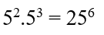 5².5³ = 25⁶